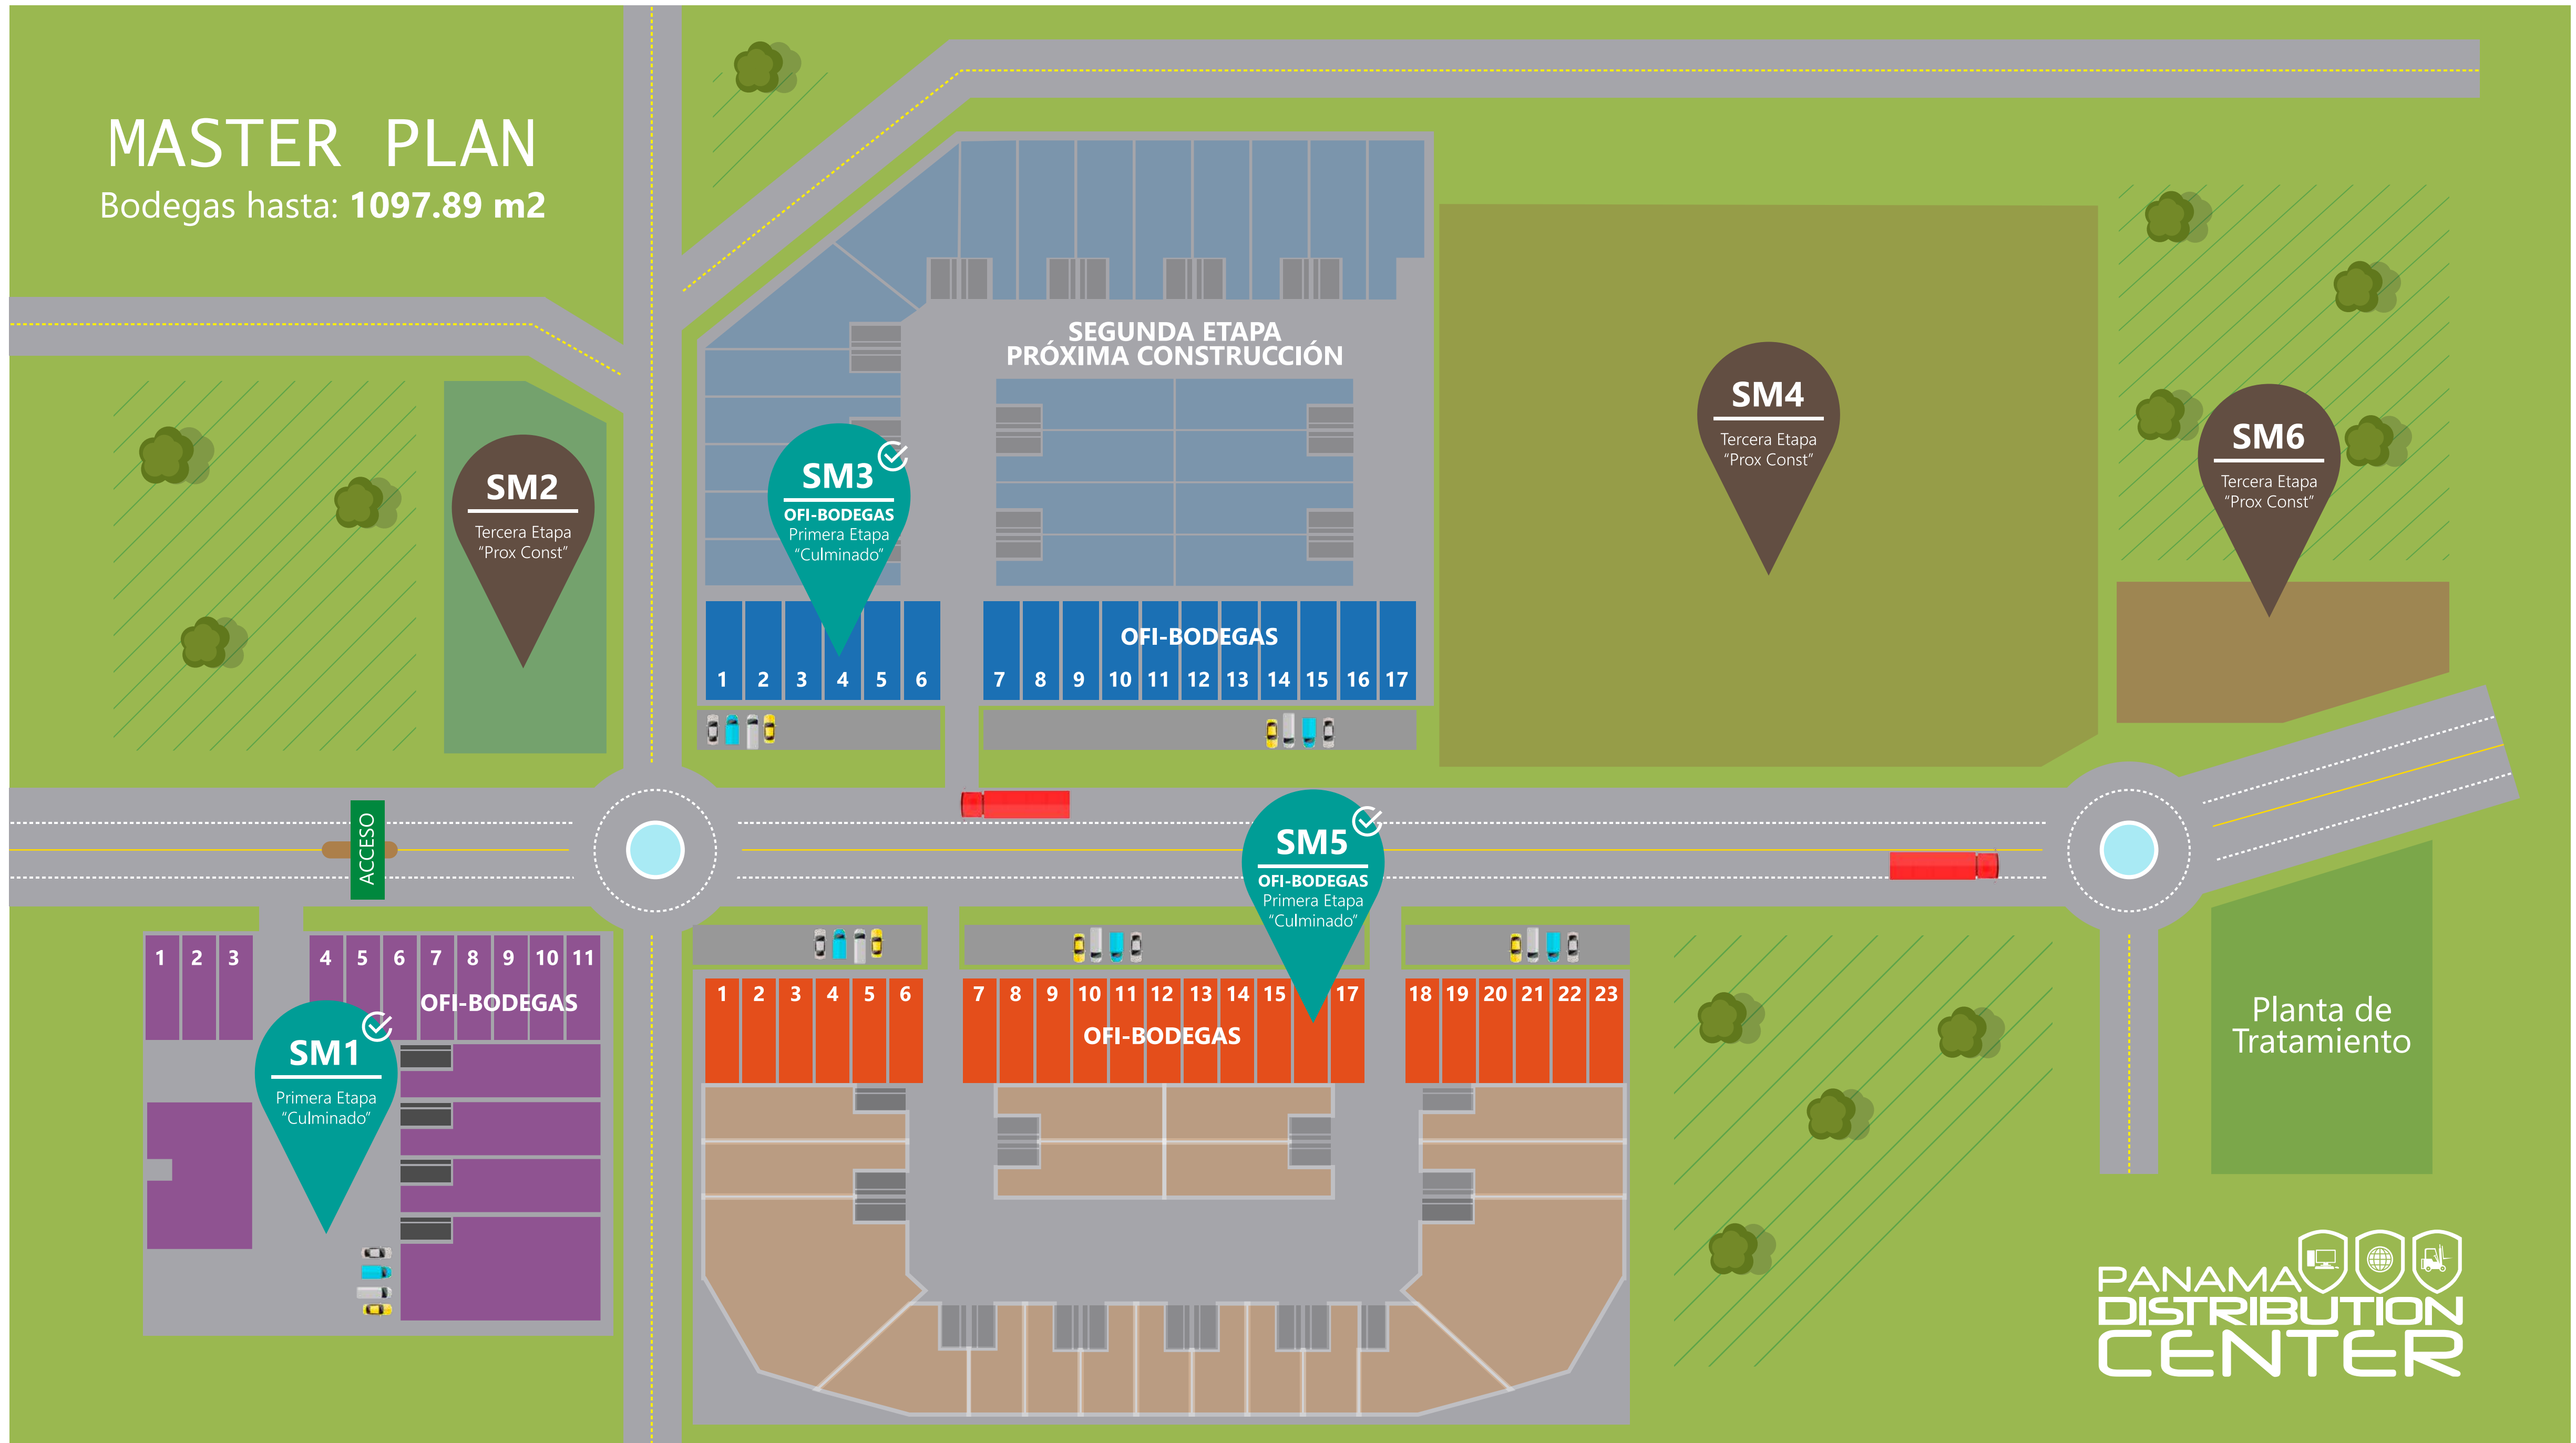 MASTER PLAN
Bodegas hasta: 1097.89 m2
SEGUNDA ETAPA
PRÓXIMA CONSTRUCCIÓN
SM2
Tercera Etapa
“Prox Const”
SM3
OFI-BODEGAS
Primera Etapa
“Culminado”
SM4
Tercera Etapa
“Prox Const”
SM6
Tercera Etapa
“Prox Const”
OFI-BODEGAS
1 2 3 4 5 6 7 8 9 10 11 12 13 14 15 16 17
ACCESO
SM5
OFI-BODEGAS
Primera Etapa
“Culminado”
1 2 3 4 5 6 7 8 9 10 11
OFI-BODEGAS
SM1
Primera Etapa
“Culminado”
1 2 3 4 5 6 7 8 9 10 11 12 13 14 15 17 18 19 20 21 22 23
OFI-BODEGAS
Planta de
Tratamiento
PANAMA
DISTRIBUTION
CENTER